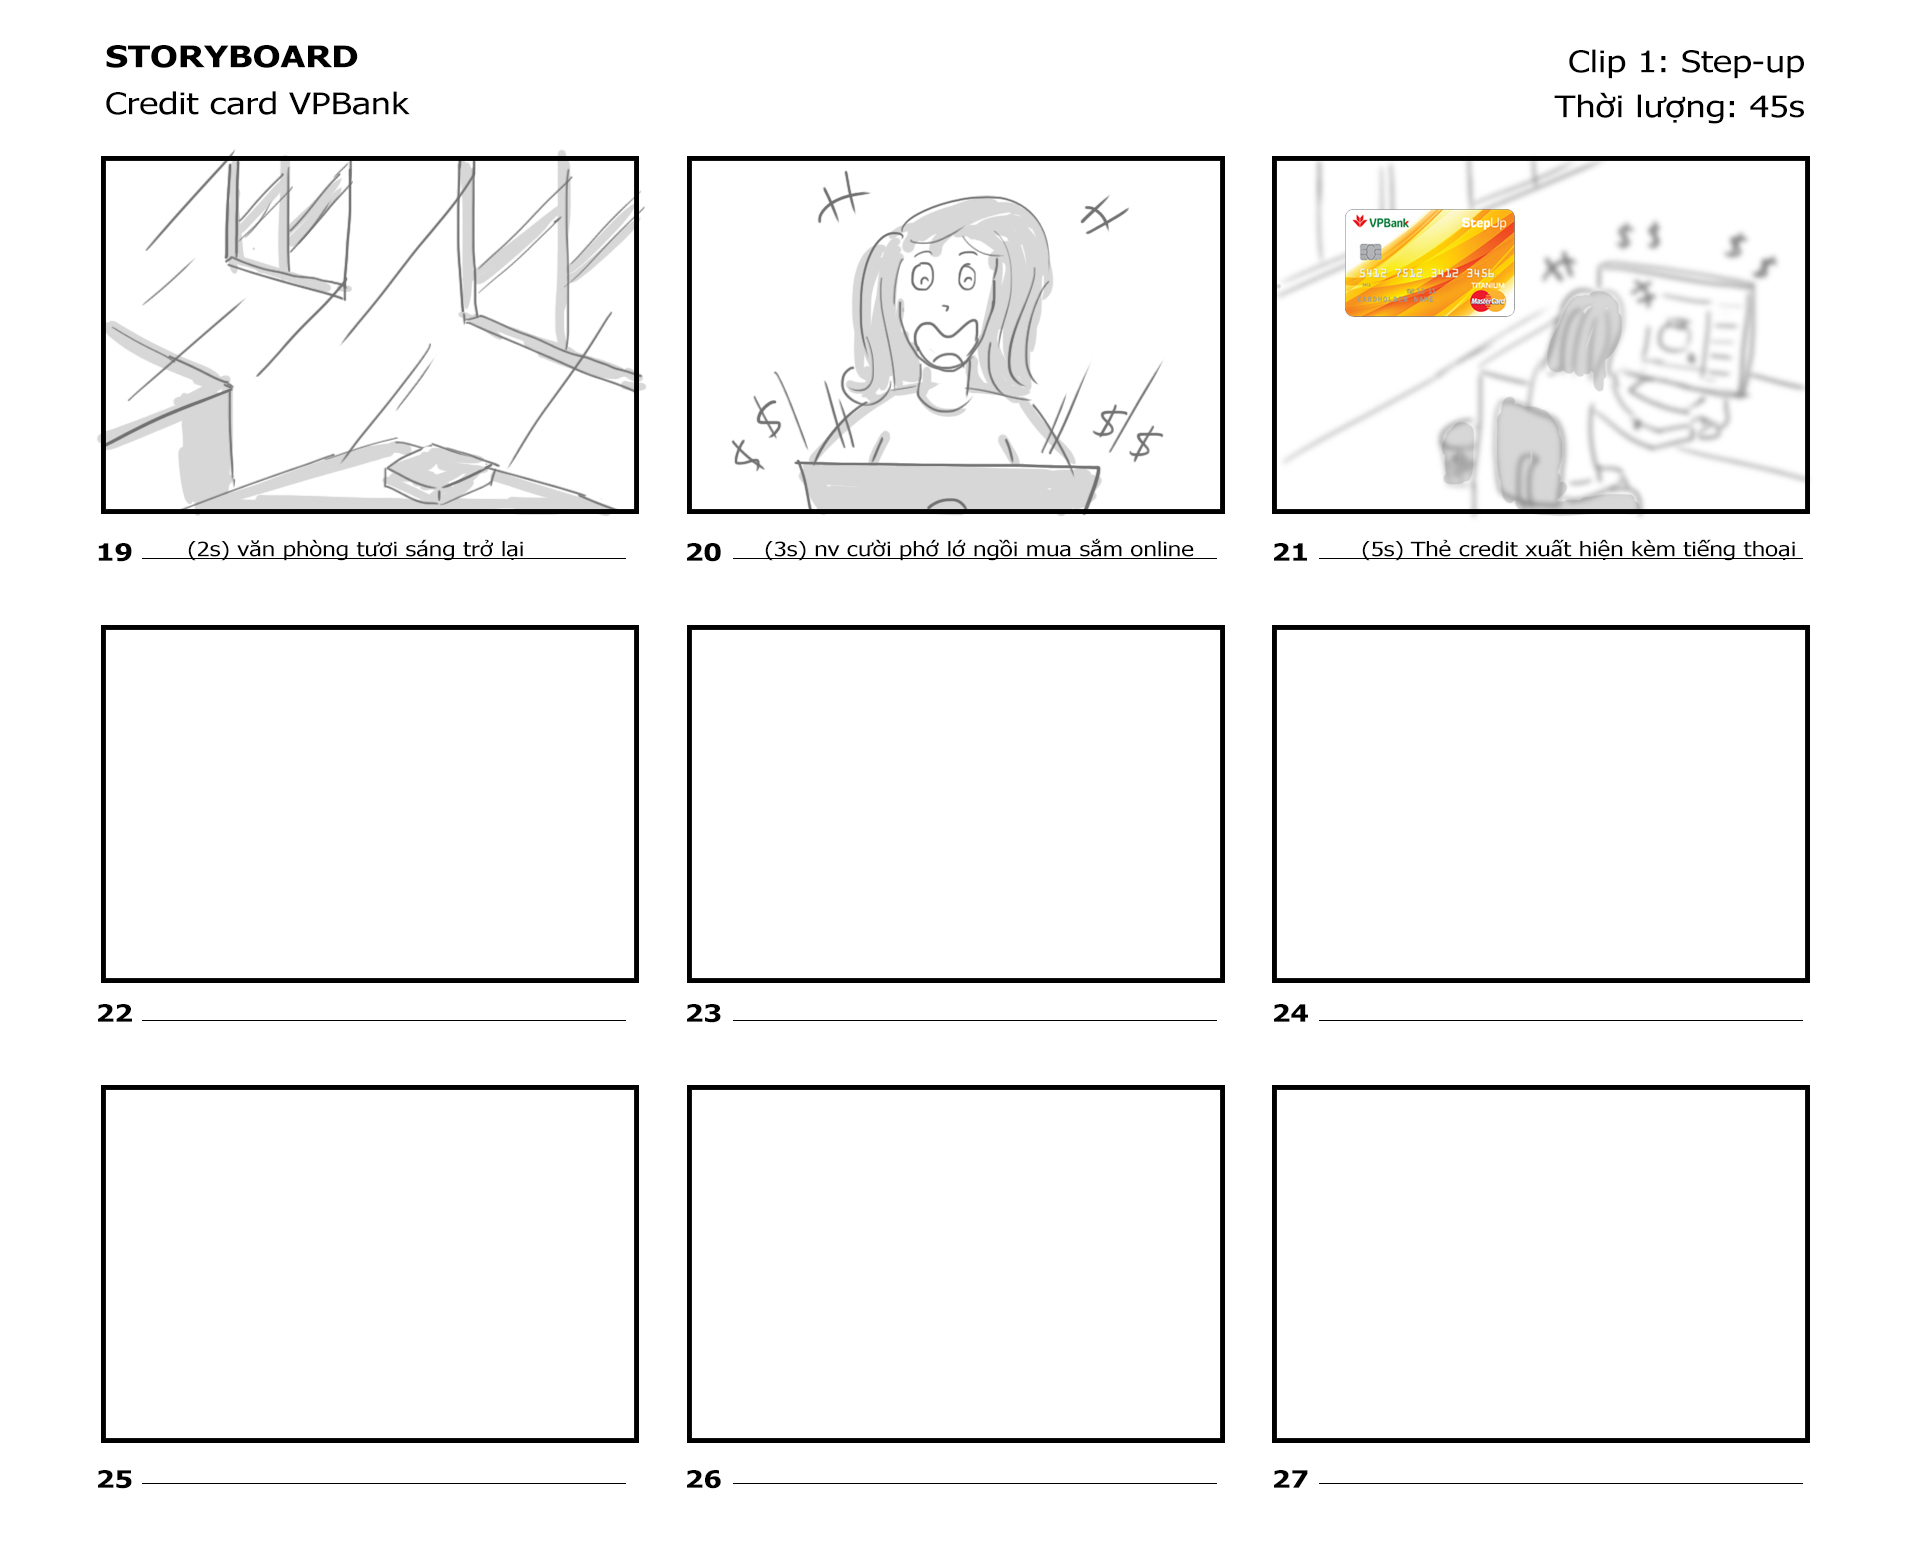 STORYBOARD
Credit card VPBank
Clip 1: Step-up
Thời lượng: 45s
$ $ $
VPBank StepUp
5412 7512 3412 3456
TITANIUM
MasterCard
$ $ $ $
19 (2s) văn phòng tươi sáng trở lại
20 (3s) nv cười phớ lớ ngồi mua sắm online
21 (5s) Thẻ credit xuất hiện kèm tiếng thoại
22
23
24
25
26
27